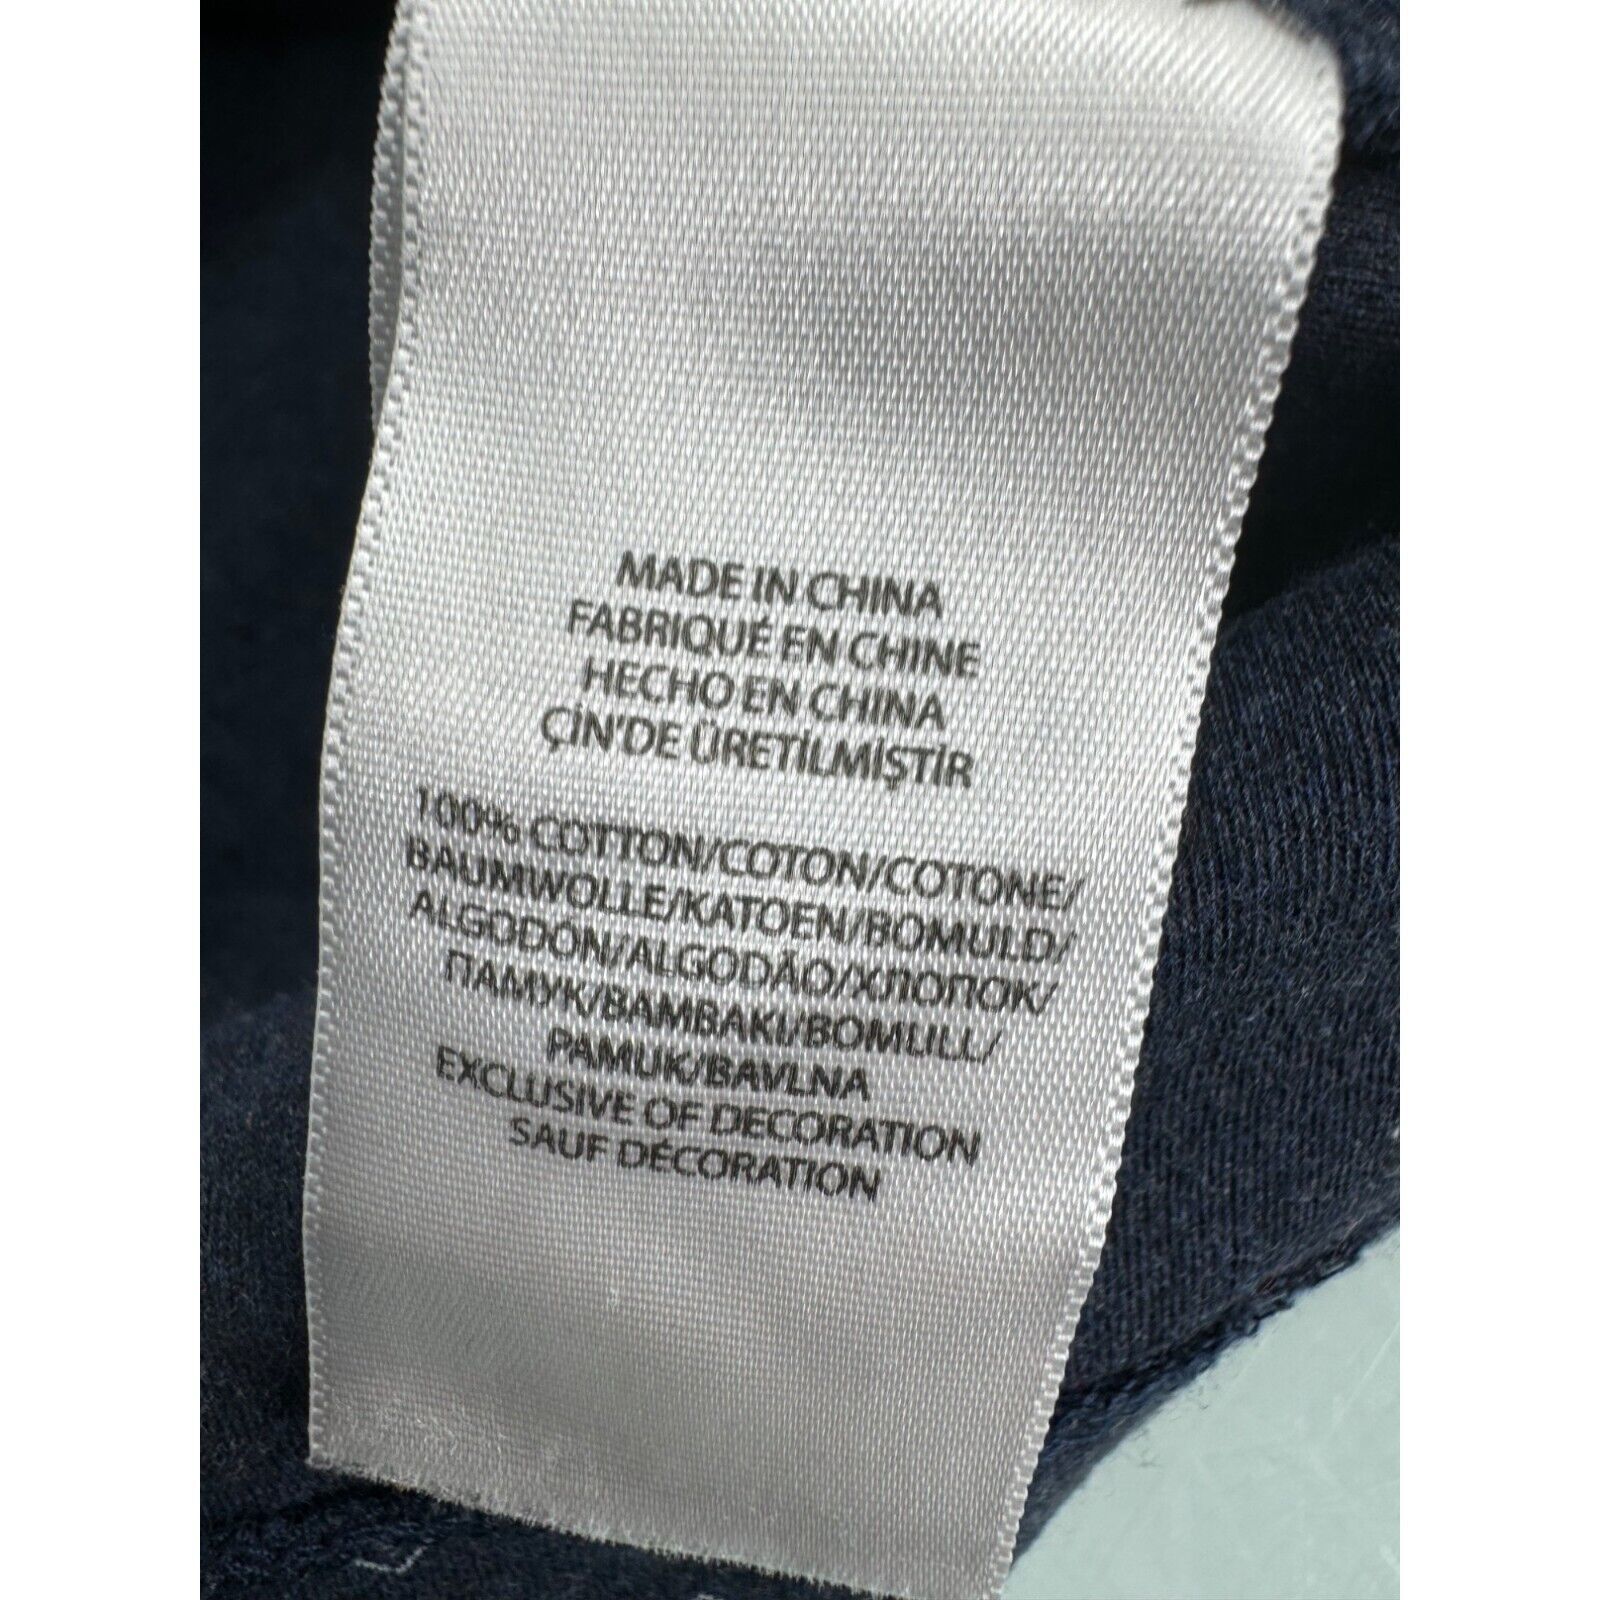 MADE IN CHINA
FABRIQUÉ EN CHINE
HECHO EN CHINA
ÇİN'DE ÜRETİLMİŞTİR
100% COTTON/COTON/COTONE/
BAUMWOLLE/KATOEN/BOMULD/
ALGODÓN/ALGODÃO/ХЛОПОК/
ПАМУК/BAMBAKI/BOMULL/
PAMUK/BAVLNA
EXCLUSIVE OF DECORATION
SAUF DÉCORATION